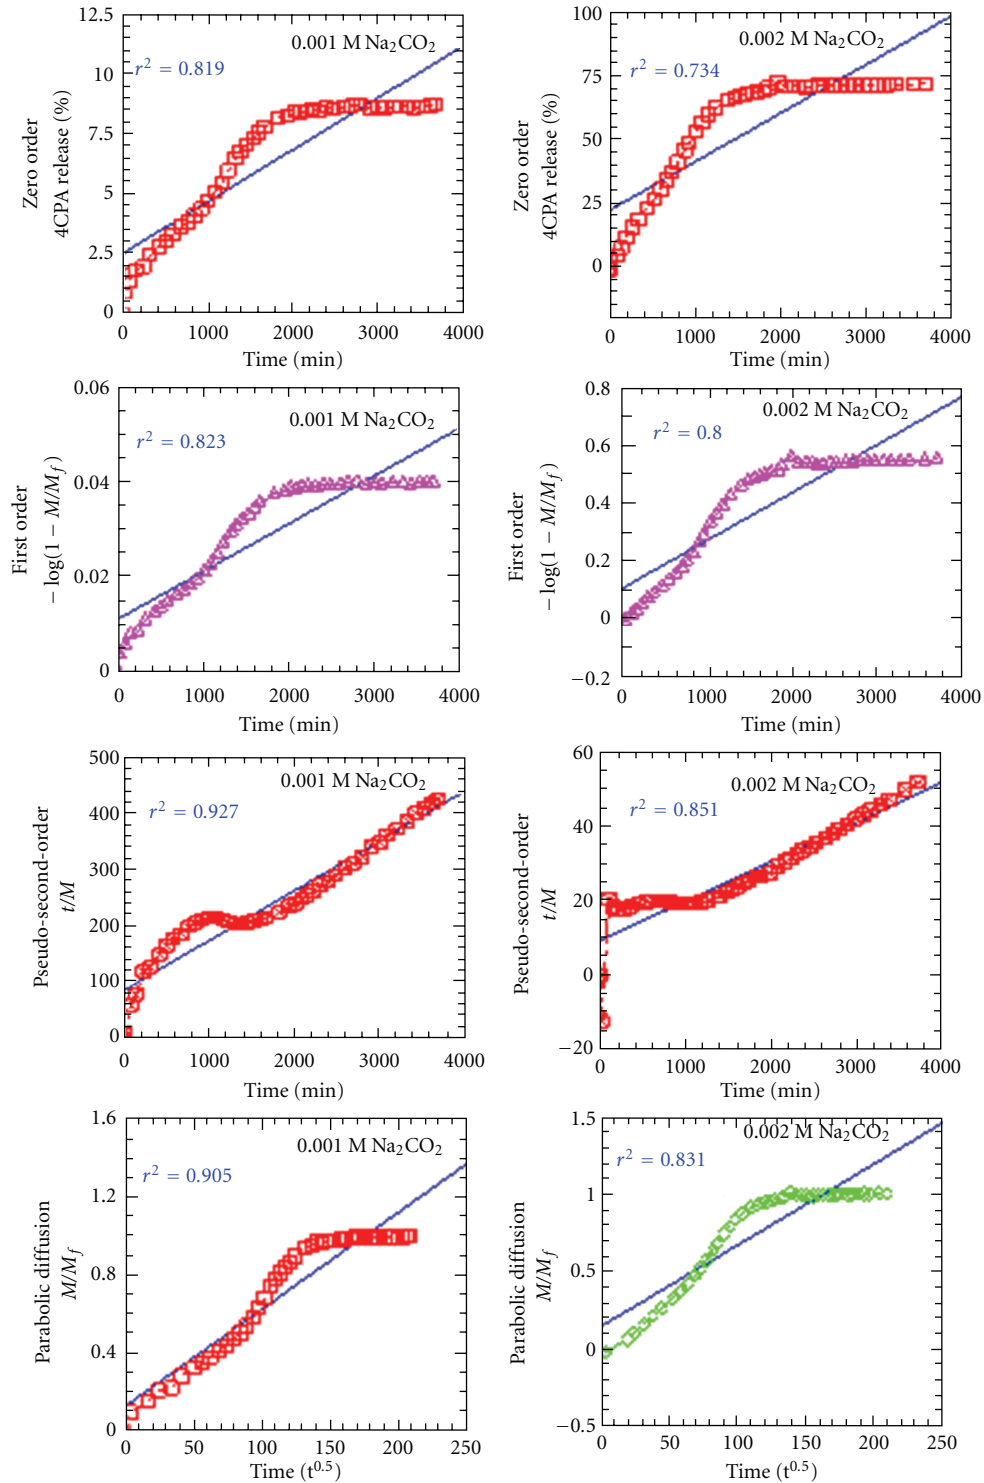 12.5
10
7.5
5
2.5
0
Zero order
4CPA release (%)
0.001 M Na₂CO₂
r² = 0.819
0 1000 2000 3000 4000
Time (min)
100
75
50
25
0
Zero order
4CPA release (%)
0.002 M Na₂CO₂
r² = 0.734
0 1000 2000 3000 4000
Time (min)
0.06
0.04
0.02
0
First order
−log(1 − M/M_f)
0.001 M Na₂CO₂
r² = 0.823
0 1000 2000 3000 4000
Time (min)
0.8
0.6
0.4
0.2
0
−0.2
First order
−log(1 − M/M_f)
0.002 M Na₂CO₂
r² = 0.8
0 1000 2000 3000 4000
Time (min)
500
400
300
200
100
0
Pseudo-second-order
t/M
0.001 M Na₂CO₂
r² = 0.927
0 1000 2000 3000 4000
Time (min)
60
40
20
0
−20
Pseudo-second-order
t/M
0.002 M Na₂CO₂
r² = 0.851
0 1000 2000 3000 4000
Time (min)
1.6
1.2
0.8
0.4
0
Parabolic diffusion
M/M_f
0.001 M Na₂CO₂
r² = 0.905
0 50 100 150 200 250
Time (t⁰·⁵)
1.5
1
0.5
0
−0.5
Parabolic diffusion
M/M_f
0.002 M Na₂CO₂
r² = 0.831
0 50 100 150 200 250
Time (t⁰·⁵)